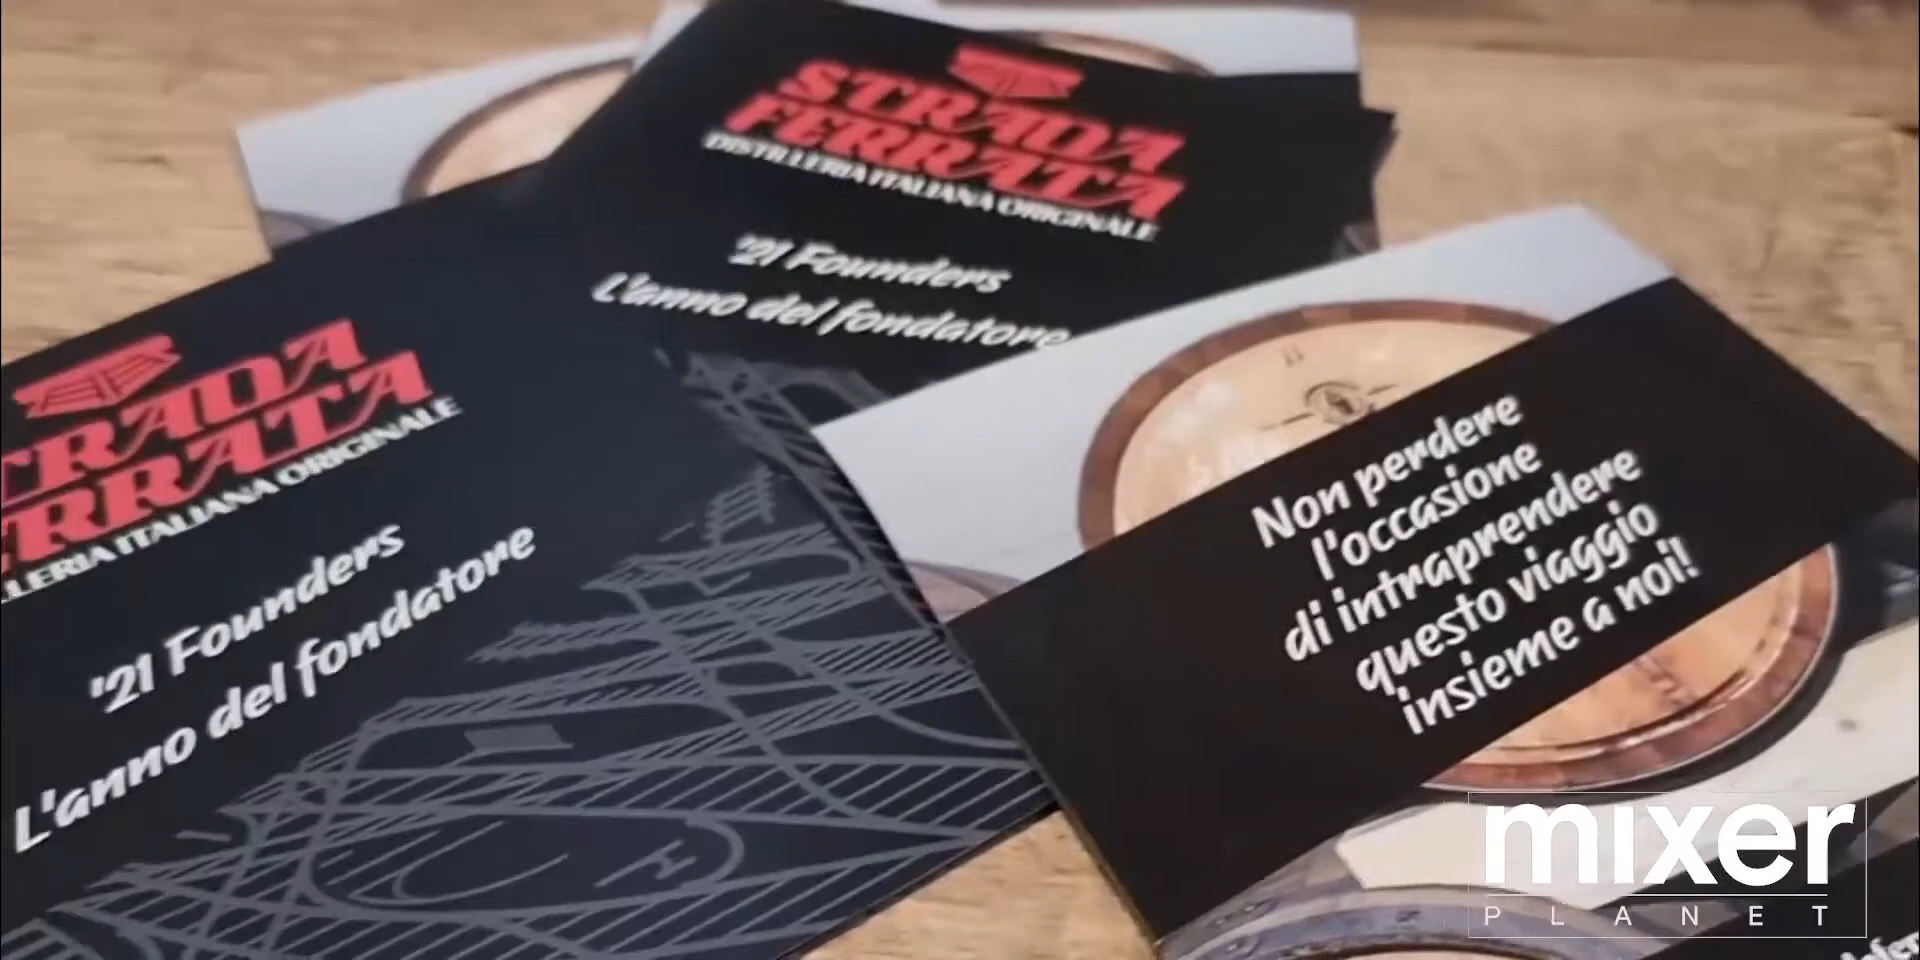 STRADA
FERRATA
DISTILLERIA ITALIANA ORIGINALE
'21 Founders
L'anno del fondatore
TRADA
ERRATA
LLERIA ITALIANA ORIGINALE
'21 Founders
L'anno del fondatore
Non perdere
l'occasione
di intraprendere
questo viaggio
insieme a noi!
mixer
PLANET